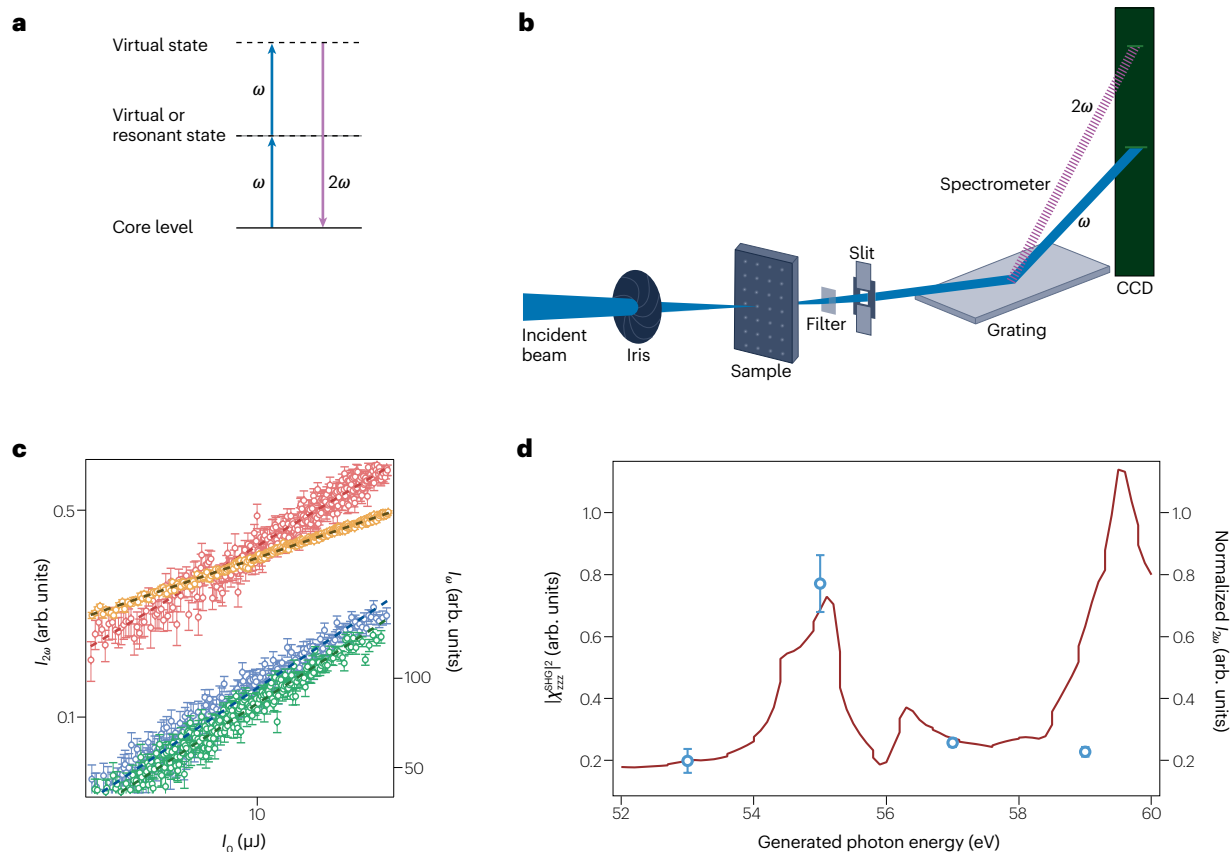 a
Virtual state
ω
Virtual or
resonant state
ω
2ω
Core level
b
2ω
Spectrometer
ω
Slit
CCD
Filter
Grating
Incident
beam
Iris
Sample
c
0.5
I2ω (arb. units)
Iω (arb. units)
100
0.1
50
10
I0 (µJ)
d
1.0
1.0
0.8
0.8
|χzzz^SHG|² (arb. units)
Normalized I2ω (arb. units)
0.6
0.6
0.4
0.4
0.2
0.2
52
54
56
58
60
Generated photon energy (eV)